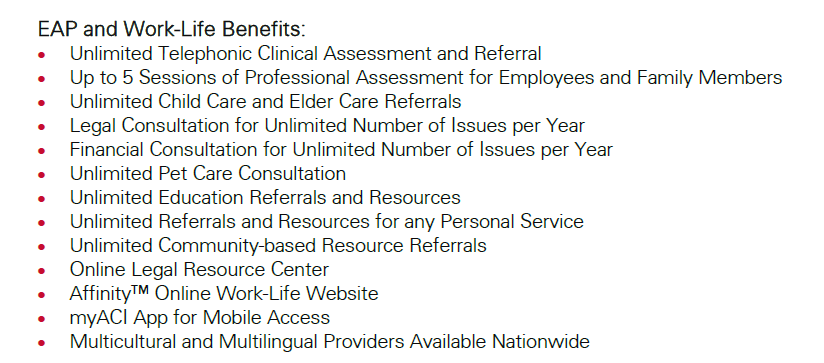 EAP and Work-Life Benefits:
• Unlimited Telephonic Clinical Assessment and Referral
• Up to 5 Sessions of Professional Assessment for Employees and Family Members
• Unlimited Child Care and Elder Care Referrals
• Legal Consultation for Unlimited Number of Issues per Year
• Financial Consultation for Unlimited Number of Issues per Year
• Unlimited Pet Care Consultation
• Unlimited Education Referrals and Resources
• Unlimited Referrals and Resources for any Personal Service
• Unlimited Community-based Resource Referrals
• Online Legal Resource Center
• Affinity™ Online Work-Life Website
• myACI App for Mobile Access
• Multicultural and Multilingual Providers Available Nationwide